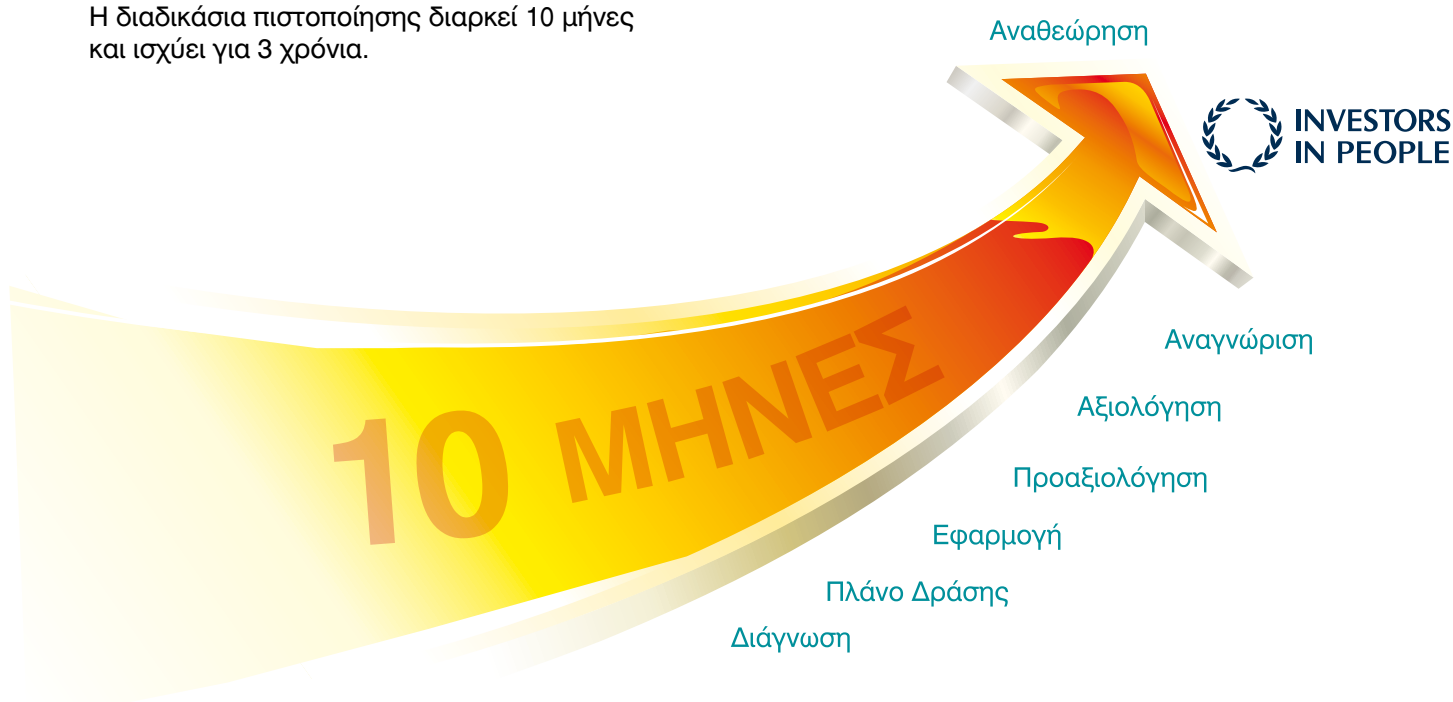 Η διαδικάσια πιστοποίησης διαρκεί 10 μήνες
και ισχύει για 3 χρόνια.
Αναθεώρηση
INVESTORS
IN PEOPLE
Αναγνώριση
Αξιολόγηση
Προαξιολόγηση
Εφαρμογή
Πλάνο Δράσης
Διάγνωση
10 ΜΗΝΕΣ